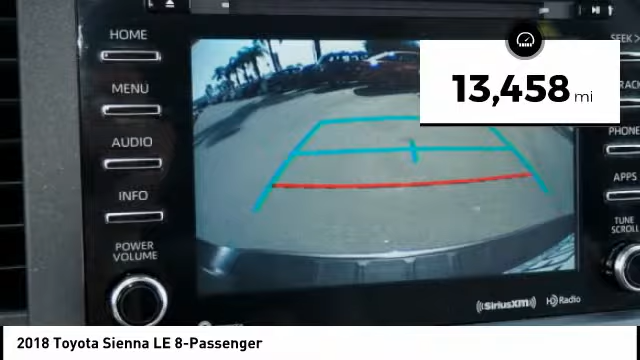 HOME
MENU
AUDIO
INFO
POWER
VOLUME
13,458 mi
SEEK >
TRACK
PHONE
APPS
TUNE
SCROLL
SiriusXM
HD Radio
2018 Toyota Sienna LE 8-Passenger